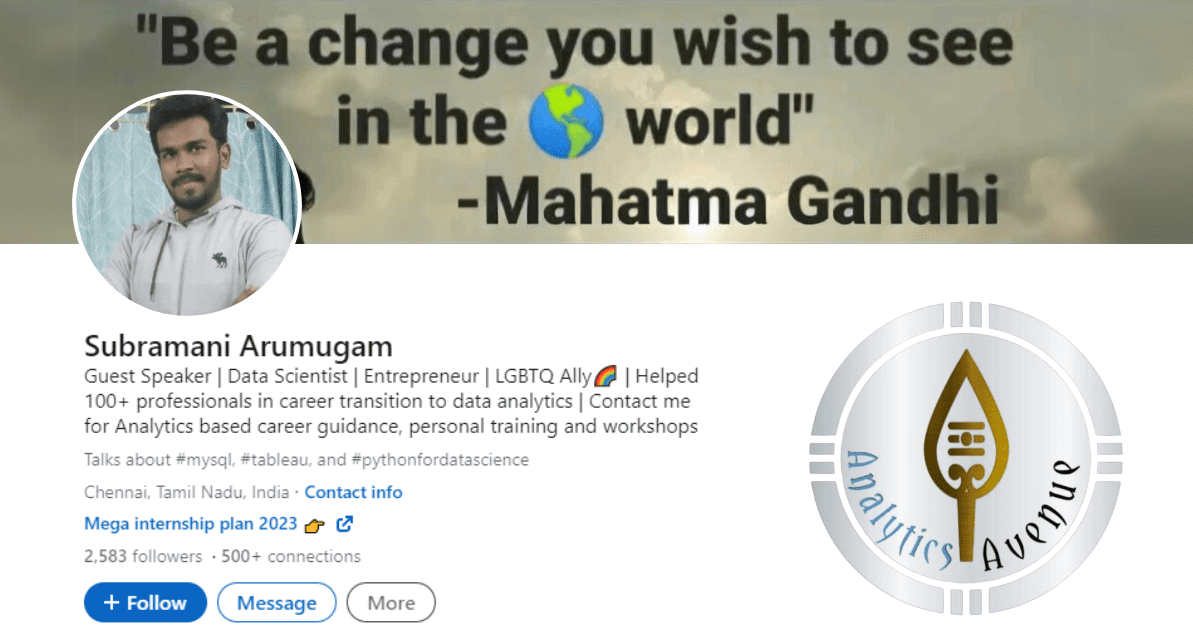 "Be a change you wish to see
in the 🌎 world"
-Mahatma Gandhi
Subramani Arumugam
Guest Speaker | Data Scientist | Entrepreneur | LGBTQ Ally🌈 | Helped
100+ professionals in career transition to data analytics | Contact me
for Analytics based career guidance, personal training and workshops
Talks about #mysql, #tableau, and #pythonfordatascience
Chennai, Tamil Nadu, India · Contact info
Mega internship plan 2023 👉
2,583 followers · 500+ connections
+ Follow Message More
Analytics Avenue